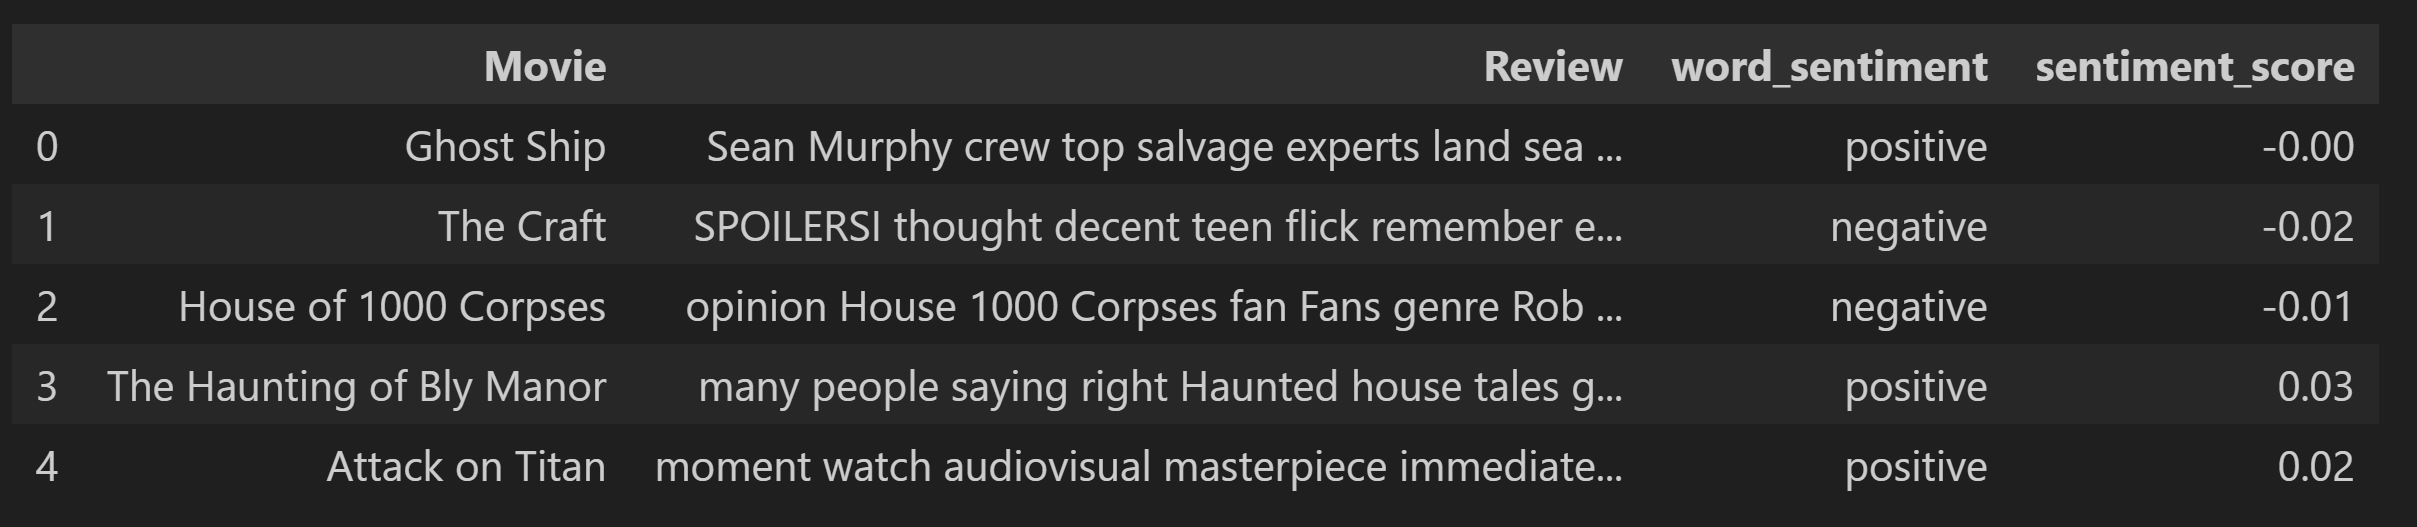 Movie Review word_sentiment sentiment_score
0 Ghost Ship Sean Murphy crew top salvage experts land sea ... positive -0.00
1 The Craft SPOILERSI thought decent teen flick remember e... negative -0.02
2 House of 1000 Corpses opinion House 1000 Corpses fan Fans genre Rob ... negative -0.01
3 The Haunting of Bly Manor many people saying right Haunted house tales g... positive 0.03
4 Attack on Titan moment watch audiovisual masterpiece immediate... positive 0.02